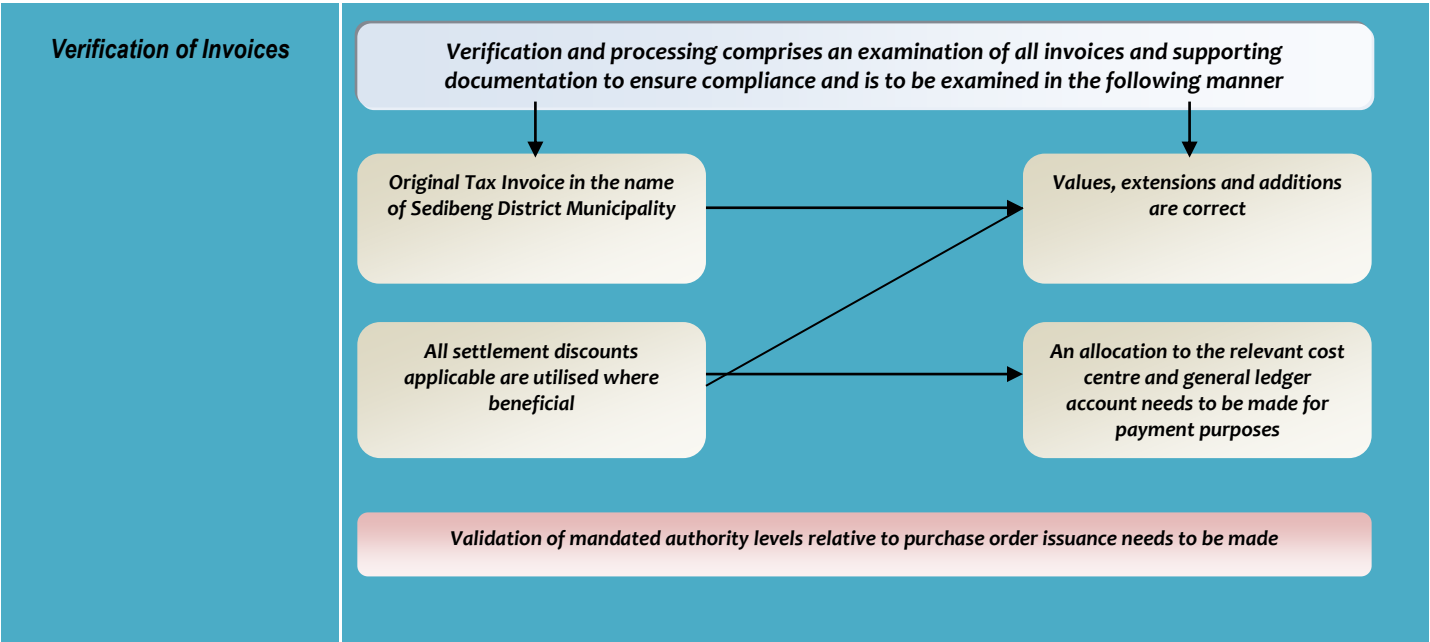 Verification of Invoices
Verification and processing comprises an examination of all invoices and supporting
documentation to ensure compliance and is to be examined in the following manner
Original Tax Invoice in the name
of Sedibeng District Municipality
Values, extensions and additions
are correct
All settlement discounts
applicable are utilised where
beneficial
An allocation to the relevant cost
centre and general ledger
account needs to be made for
payment purposes
Validation of mandated authority levels relative to purchase order issuance needs to be made